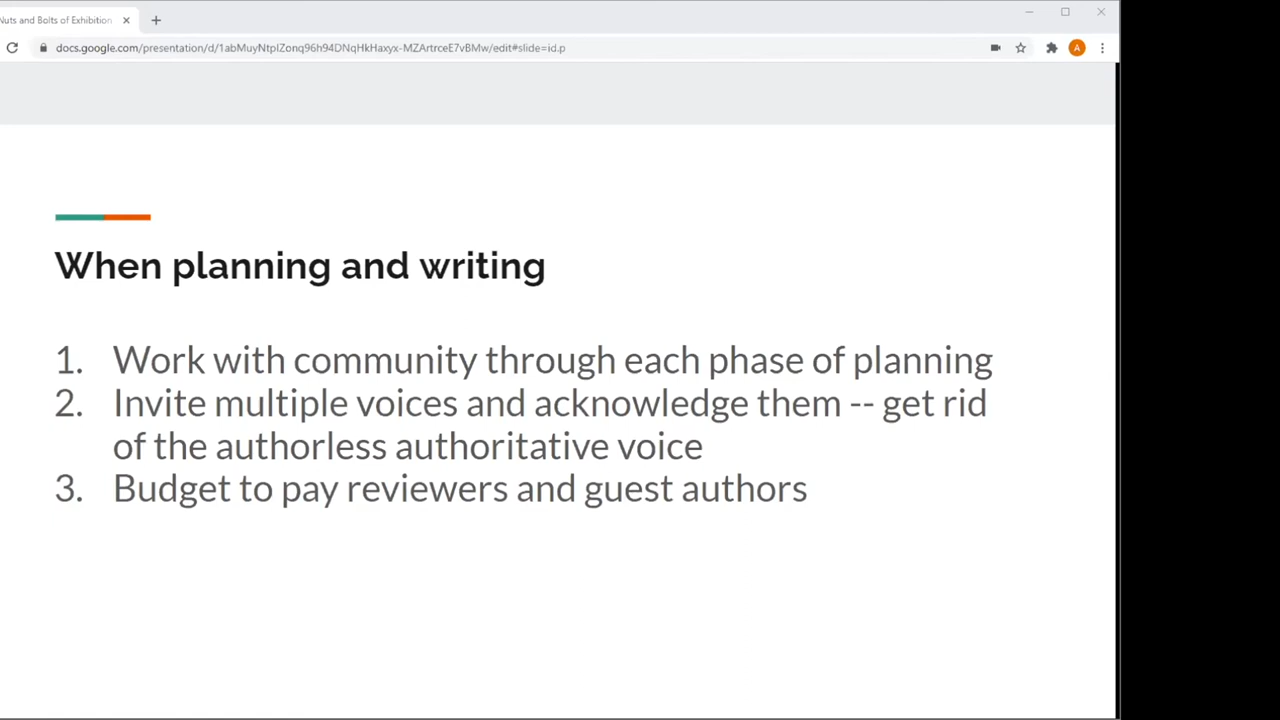 Nuts and Bolts of Exhibition
docs.google.com/presentation/d/1abMuyNtpIZonq96h94DNqHkHaxyx-MZArtrceE7vBMw/edit#slide=id.p
A
When planning and writing
1. Work with community through each phase of planning
2. Invite multiple voices and acknowledge them -- get rid
of the authorless authoritative voice
3. Budget to pay reviewers and guest authors